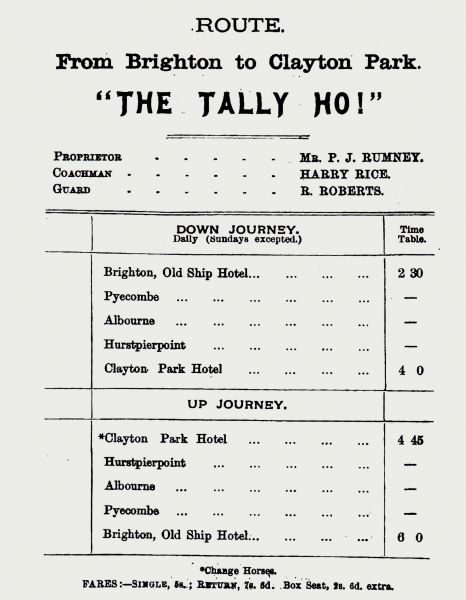 ROUTE.
From Brighton to Clayton Park.
"THE TALLY HO!"
PROPRIETOR - - - - - MR. P. J. RUMNEY.
COACHMAN - - - - - - HARRY RICE.
GUARD - - - - - - R. ROBERTS.
DOWN JOURNEY. Time
Daily (Sundays excepted.) Table.
Brighton, Old Ship Hotel... ... ... ... 2 30
Pyecombe ... ... ... ... ... —
Albourne ... ... ... ... ... —
Hurstpierpoint ... ... ... ... —
Clayton Park Hotel ... ... ... ... 4 0
UP JOURNEY.
*Clayton Park Hotel ... ... ... ... 4 45
Hurstpierpoint ... ... ... ... —
Albourne ... ... ... ... ... —
Pyecombe ... ... ... ... ... —
Brighton, Old Ship Hotel... ... ... ... 6 0
*Change Horses.
FARES:—SINGLE, 5s.; RETURN, 7s. 6d. Box Seat, 2s. 6d. extra.